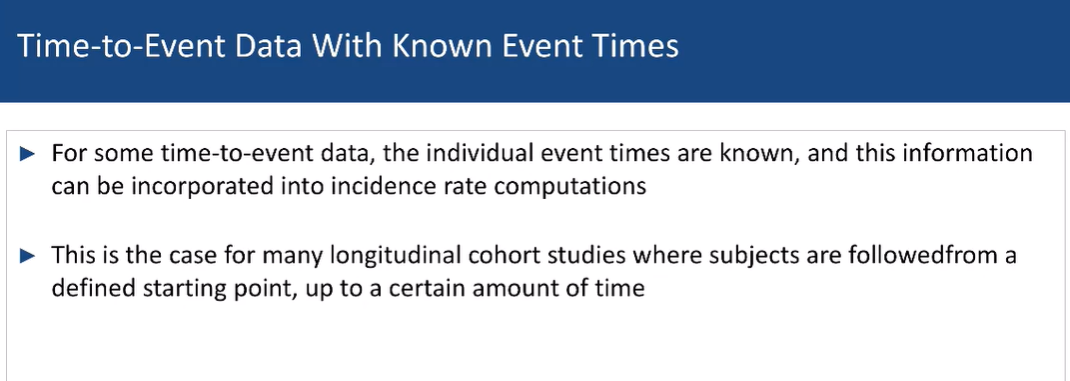 Time-to-Event Data With Known Event Times
For some time-to-event data, the individual event times are known, and this information
can be incorporated into incidence rate computations
This is the case for many longitudinal cohort studies where subjects are followedfrom a
defined starting point, up to a certain amount of time